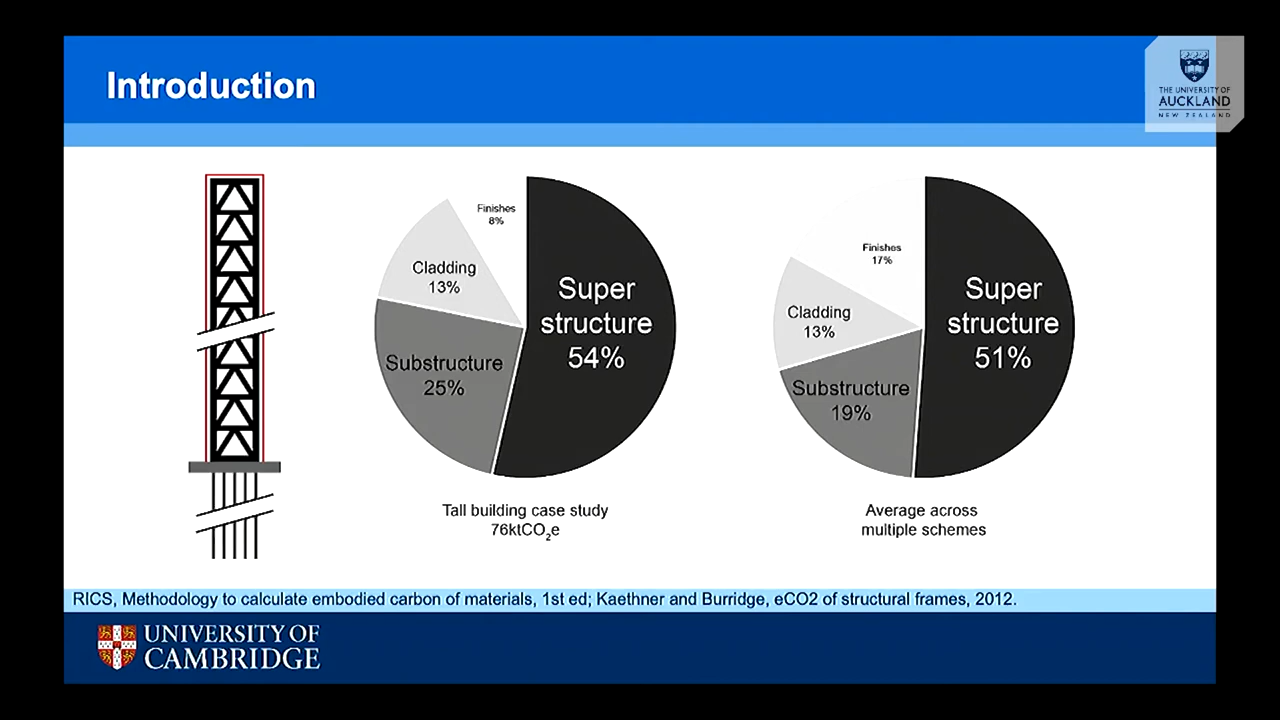 Introduction
THE UNIVERSITY OF
AUCKLAND
NEW ZEALAND
Finishes
8%
Cladding
13%
Substructure
25%
Super
structure
54%
Tall building case study
76ktCO₂e
Finishes
17%
Cladding
13%
Substructure
19%
Super
structure
51%
Average across
multiple schemes
RICS, Methodology to calculate embodied carbon of materials, 1st ed; Kaethner and Burridge, eCO2 of structural frames, 2012.
UNIVERSITY OF
CAMBRIDGE